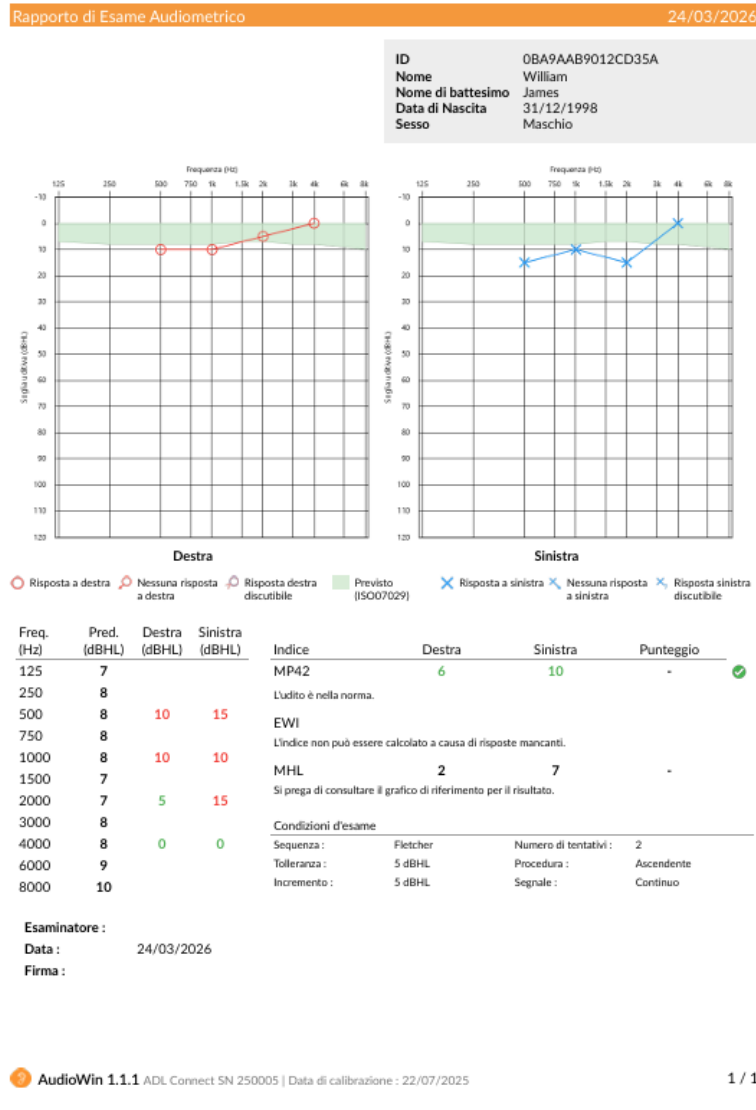 Rapporto di Esame Audiometrico 24/03/2026
ID 0BA9AAB9012CD35A
Nome William
Nome di battesimo James
Data di Nascita 31/12/1998
Sesso Maschio
Frequenza (Hz)
125 250 500 750 1k 1.5k 2k 3k 4k 6k 8k
-10
0
10
20
30
40
50
60
70
80
90
100
110
120
Soglia uditiva (dBHL)
Destra
Frequenza (Hz)
125 250 500 750 1k 1.5k 2k 3k 4k 6k 8k
-10
0
10
20
30
40
50
60
70
80
90
100
110
120
Soglia uditiva (dBHL)
Sinistra
Risposta a destra
Nessuna risposta
a destra
Risposta destra
discutibile
Previsto
(ISO07029)
Risposta a sinistra
Nessuna risposta
a sinistra
Risposta sinistra
discutibile
Freq. Pred. Destra Sinistra
(Hz) (dBHL) (dBHL) (dBHL)
125 7
250 8
500 8 10 15
750 8
1000 8 10 10
1500 7
2000 7 5 15
3000 8
4000 8 0 0
6000 9
8000 10
Indice Destra Sinistra Punteggio
MP42 6 10 -
L'udito è nella norma.
EWI
L'indice non può essere calcolato a causa di risposte mancanti.
MHL 2 7 -
Si prega di consultare il grafico di riferimento per il risultato.
Condizioni d'esame
Sequenza : Fletcher Numero di tentativi : 2
Tolleranza : 5 dBHL Procedura : Ascendente
Incremento : 5 dBHL Segnale : Continuo
Esaminatore :
Data : 24/03/2026
Firma :
AudioWin 1.1.1 ADL Connect SN 250005 | Data di calibrazione : 22/07/2025 1 / 1